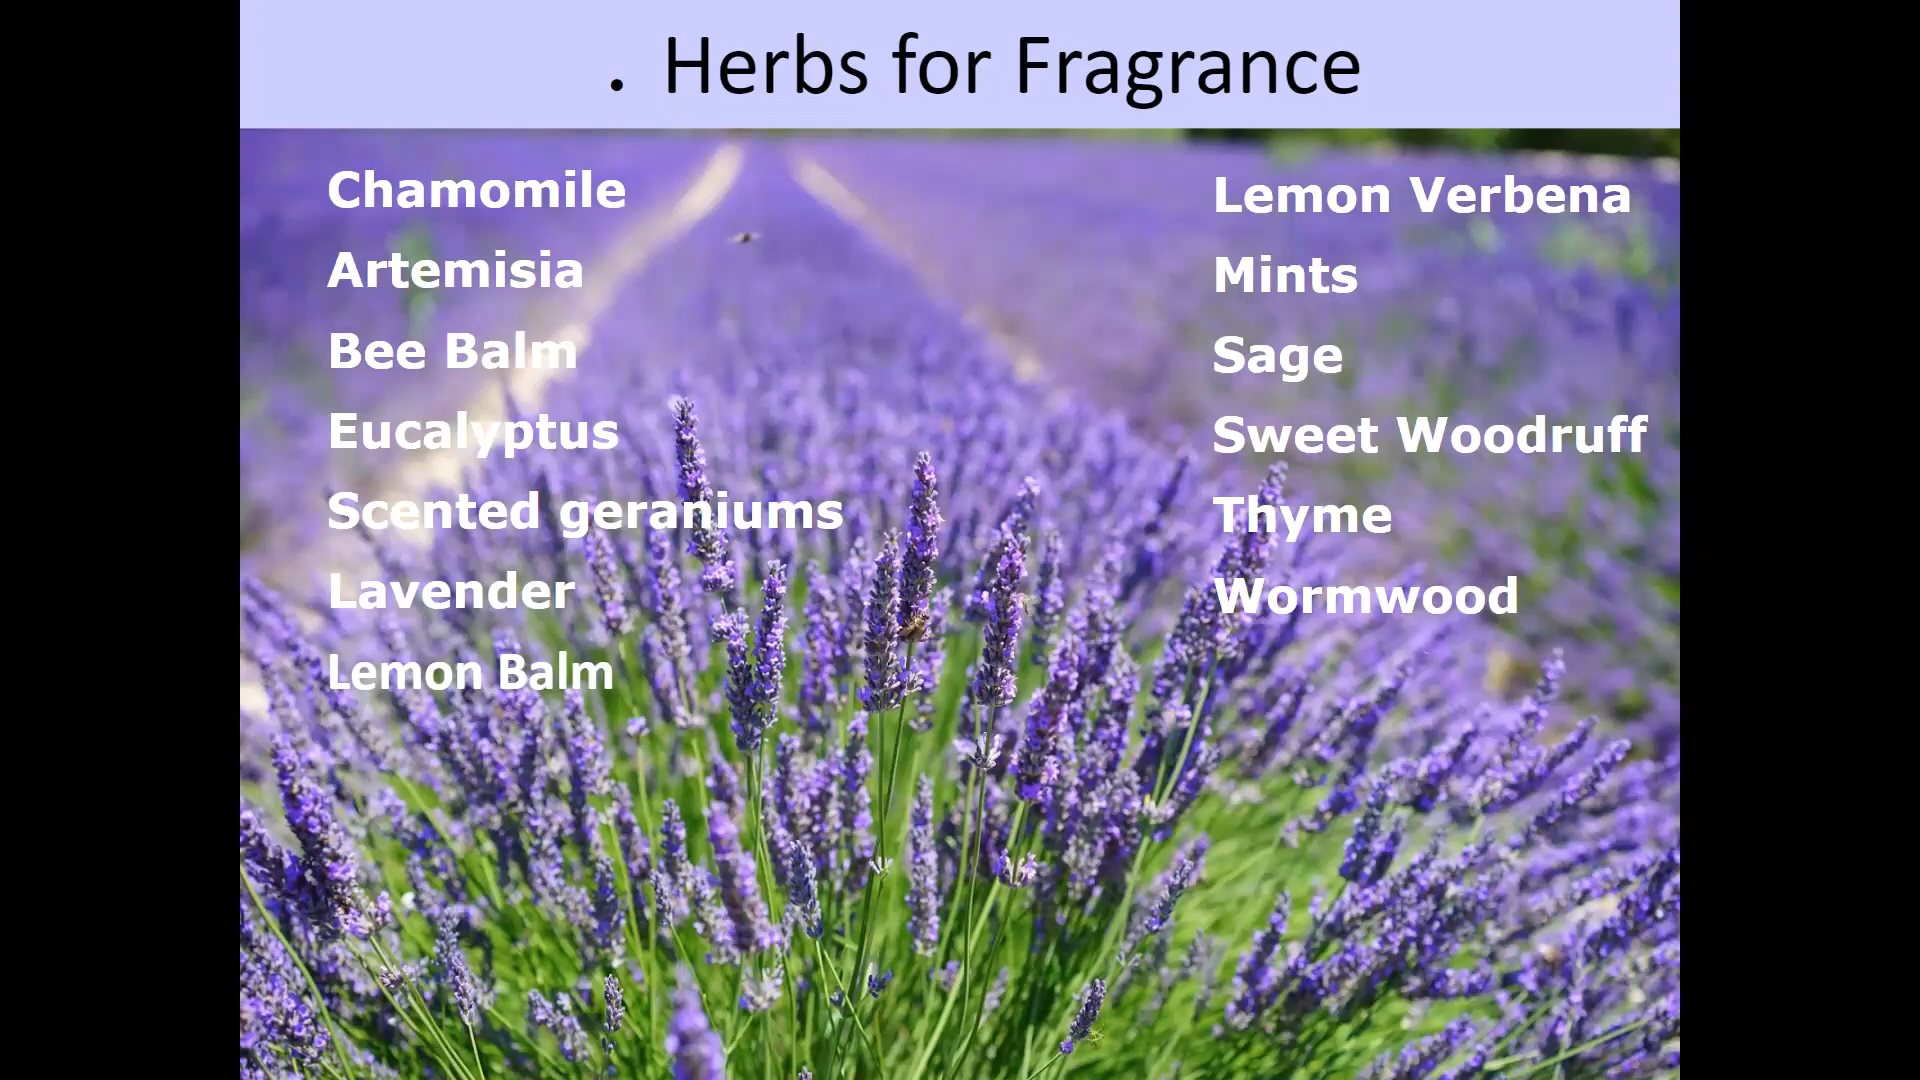 . Herbs for Fragrance
Chamomile
Artemisia
Bee Balm
Eucalyptus
Scented geraniums
Lavender
Lemon Balm
Lemon Verbena
Mints
Sage
Sweet Woodruff
Thyme
Wormwood